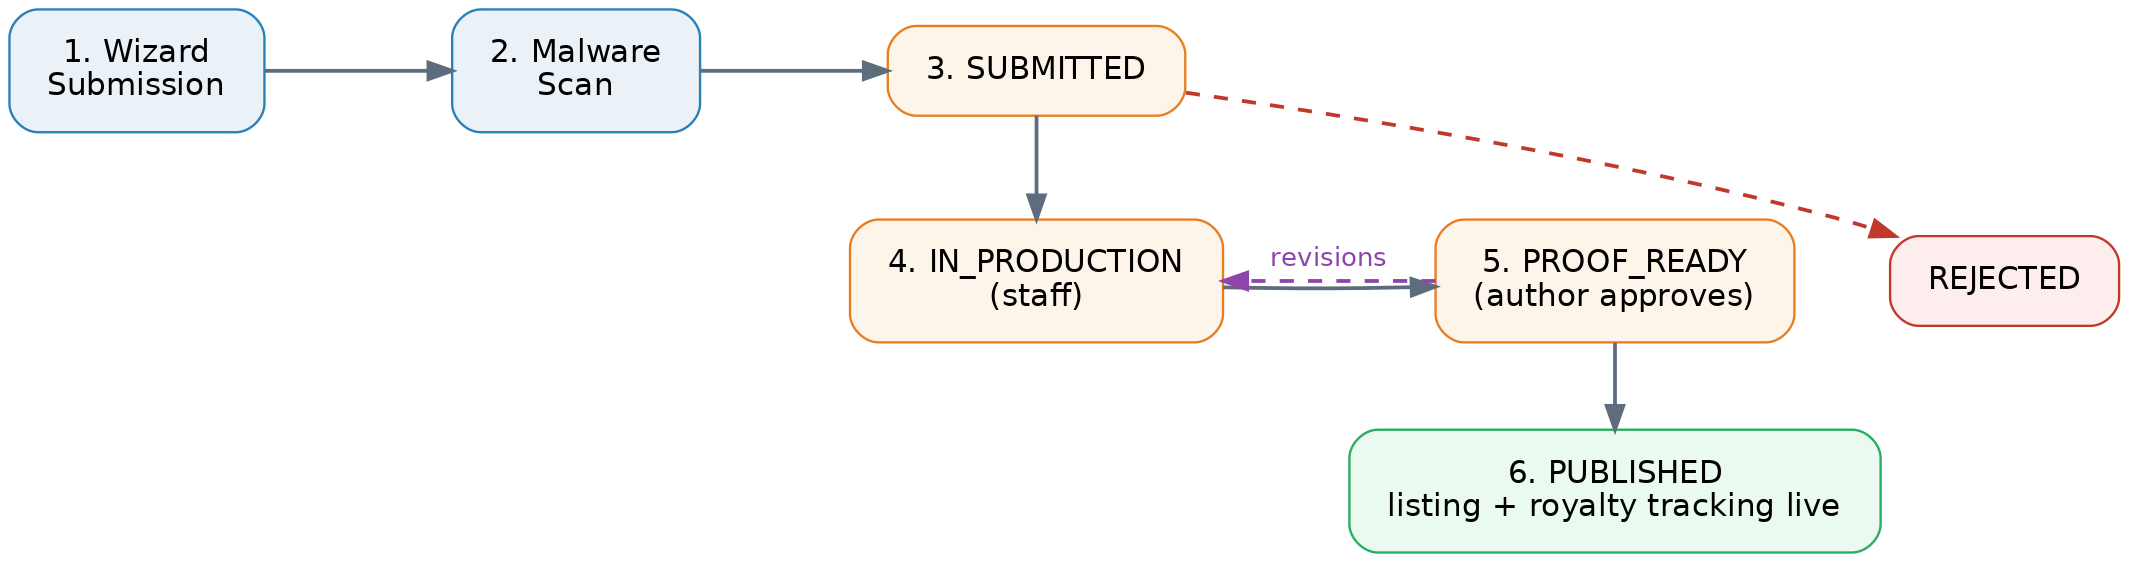 1. Wizard
Submission
2. Malware
Scan
3. SUBMITTED
4. IN_PRODUCTION
(staff)
revisions
5. PROOF_READY
(author approves)
REJECTED
6. PUBLISHED
listing + royalty tracking live